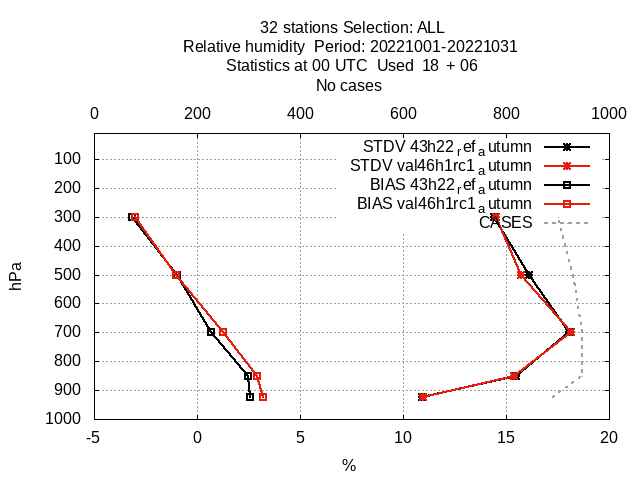 32 stations Selection: ALL
Relative humidity Period: 20221001-20221031
Statistics at 00 UTC Used 18 + 06
No cases
0 200 400 600 800 1000
STDV 43h22_ref_autumn
STDV val46h1rc1_autumn
BIAS 43h22_ref_autumn
BIAS val46h1rc1_autumn
CASES
hPa
100
200
300
400
500
600
700
800
900
1000
-5 0 5 10 15 20
%